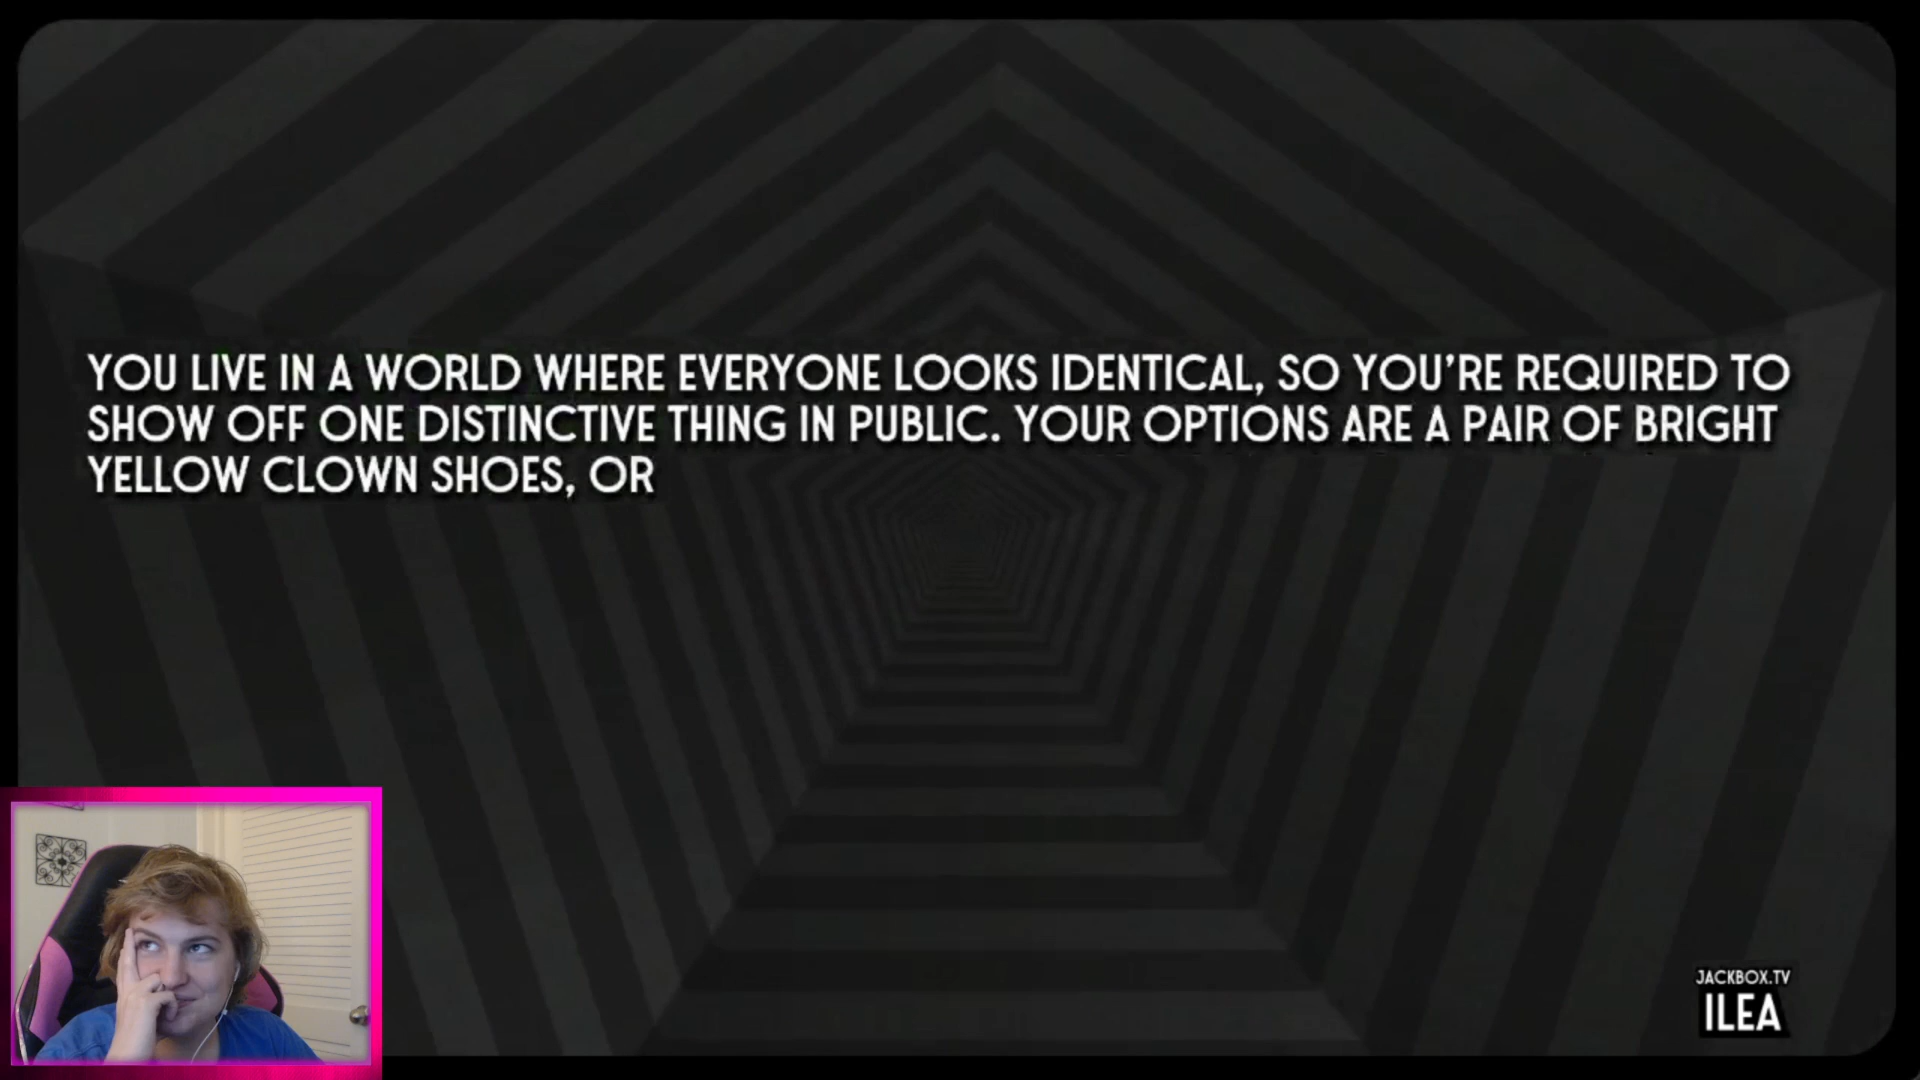 YOU LIVE IN A WORLD WHERE EVERYONE LOOKS IDENTICAL, SO YOU'RE REQUIRED TO
SHOW OFF ONE DISTINCTIVE THING IN PUBLIC. YOUR OPTIONS ARE A PAIR OF BRIGHT
YELLOW CLOWN SHOES, OR
JACKBOX.TV
ILEA